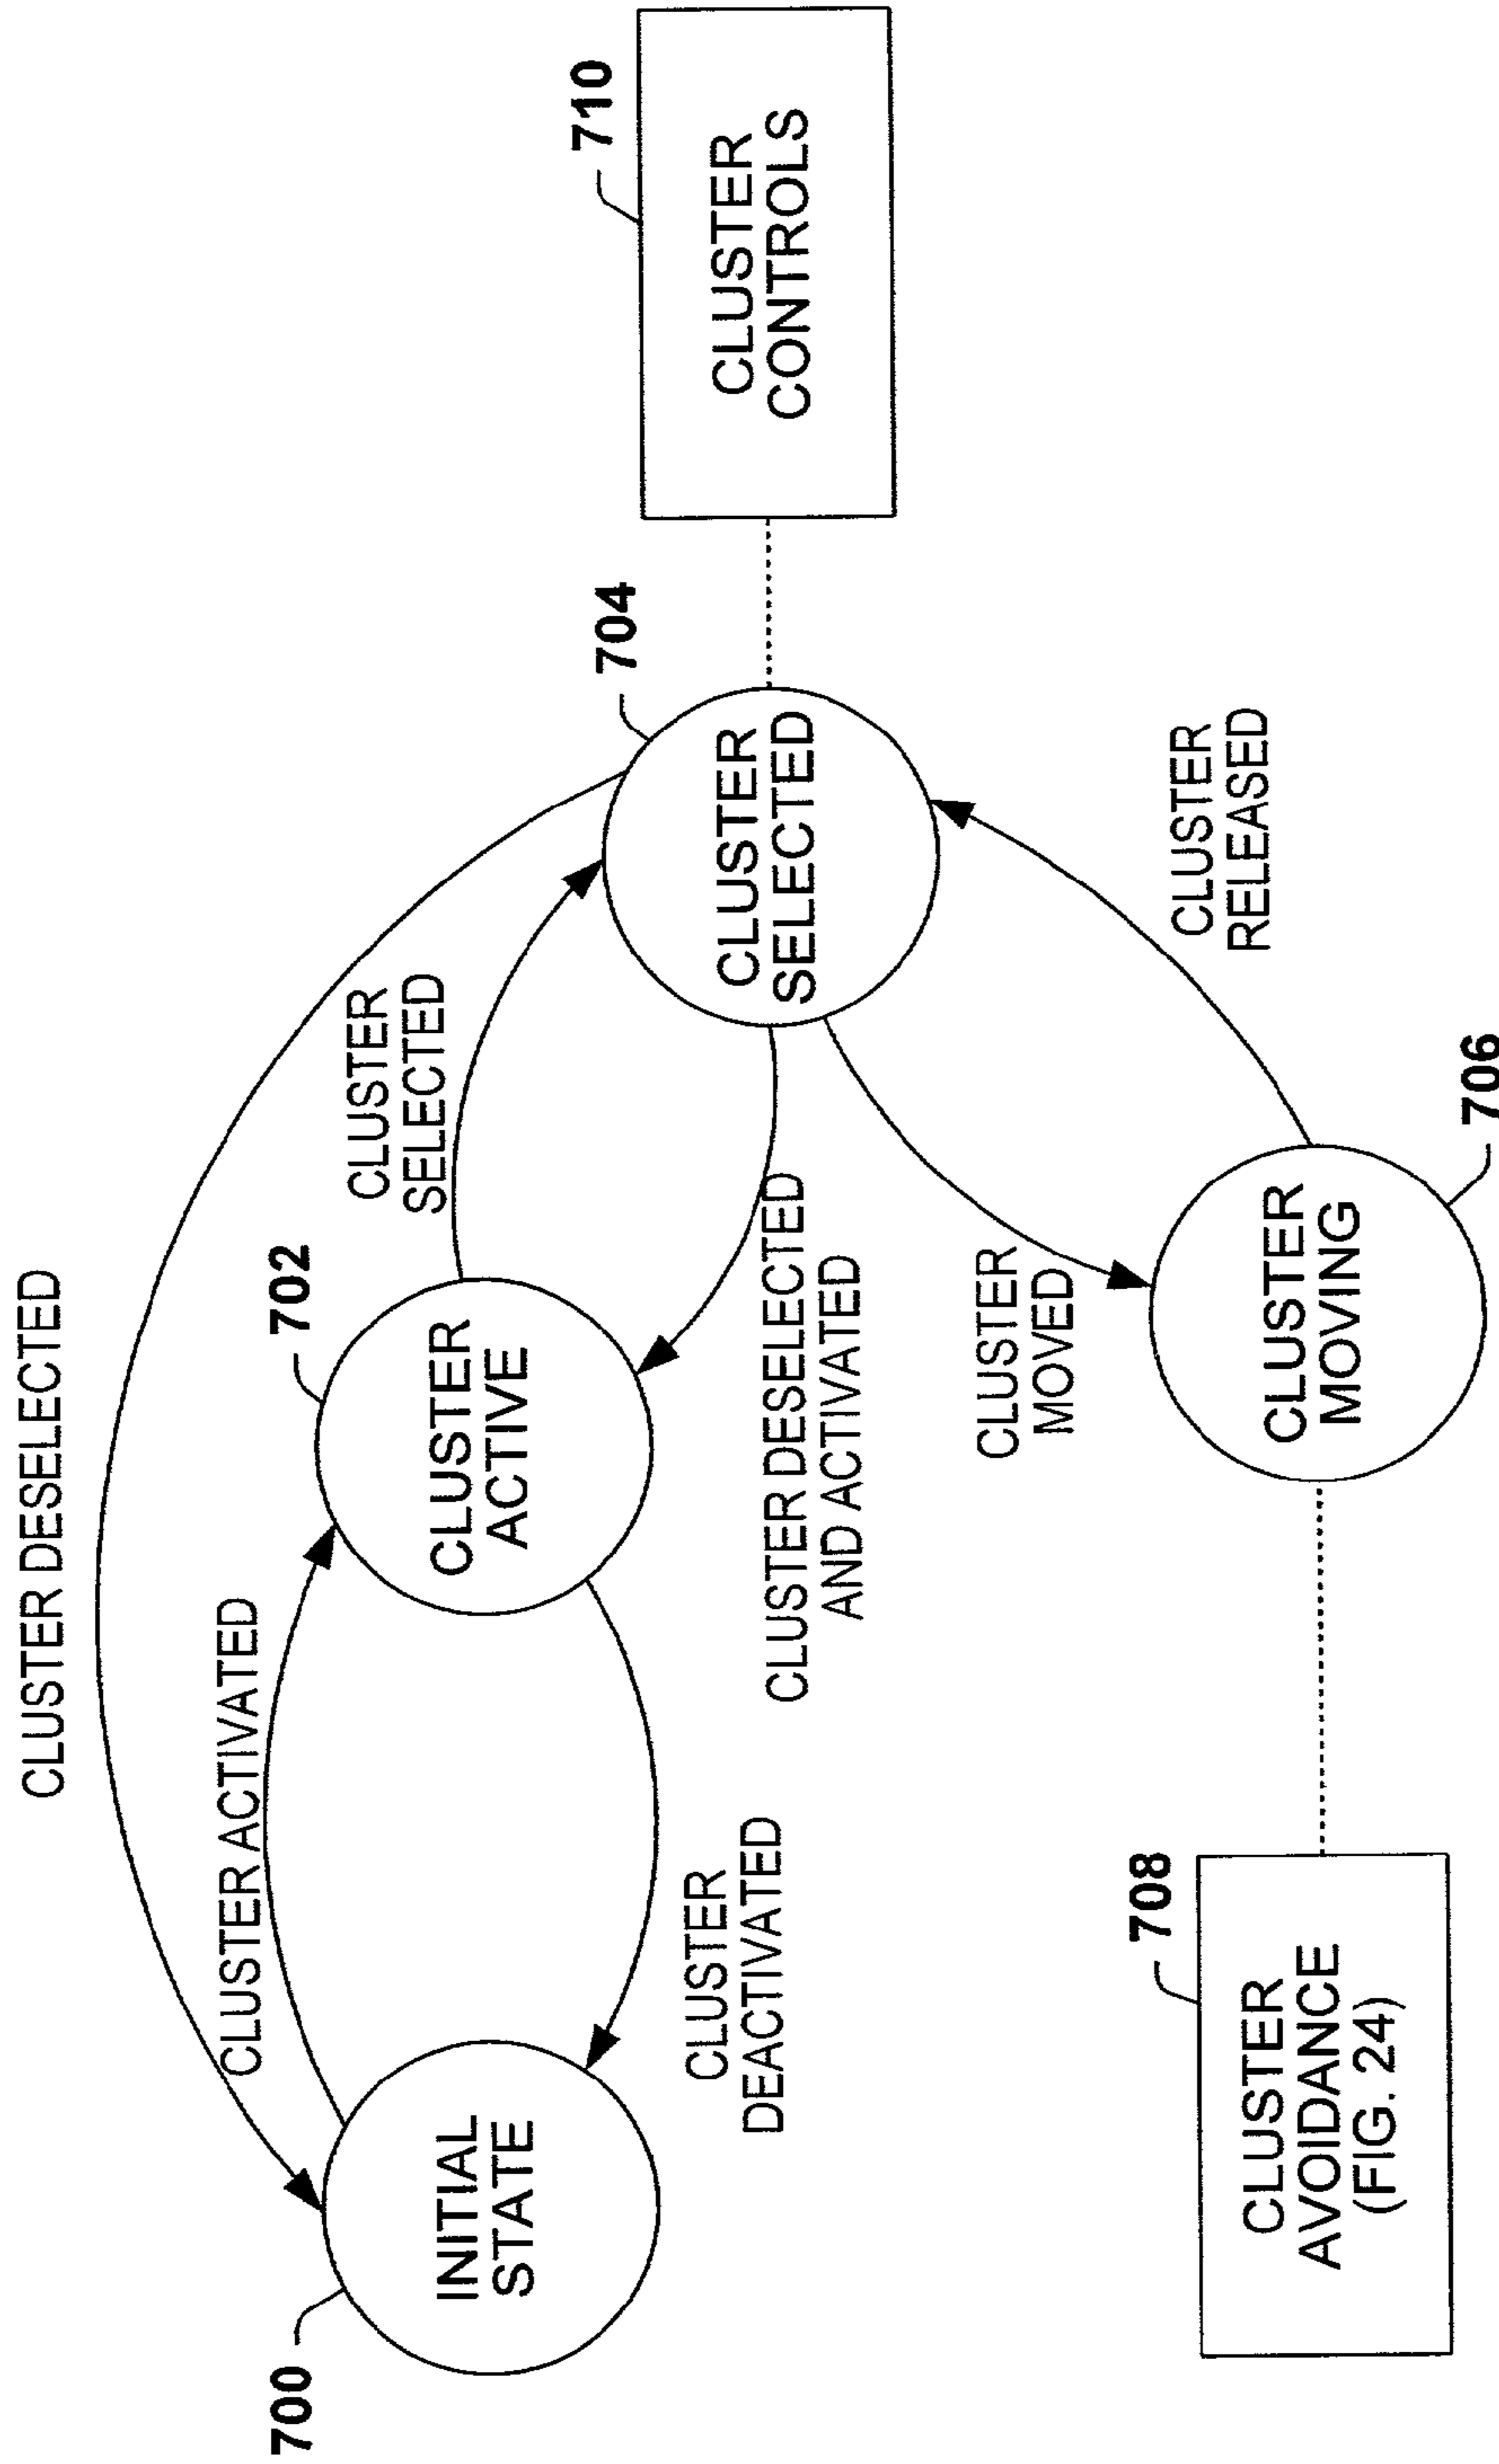 CLUSTER DESELECTED
CLUSTER ACTIVATED
700
INITIAL
STATE
702
CLUSTER
ACTIVE
CLUSTER
SELECTED
704
CLUSTER
SELECTED
710
CLUSTER
CONTROLS
CLUSTER
DEACTIVATED
CLUSTER DESELECTED
AND ACTIVATED
CLUSTER
MOVED
CLUSTER
RELEASED
708
CLUSTER
AVOIDANCE
(FIG. 24)
CLUSTER
MOVING
706